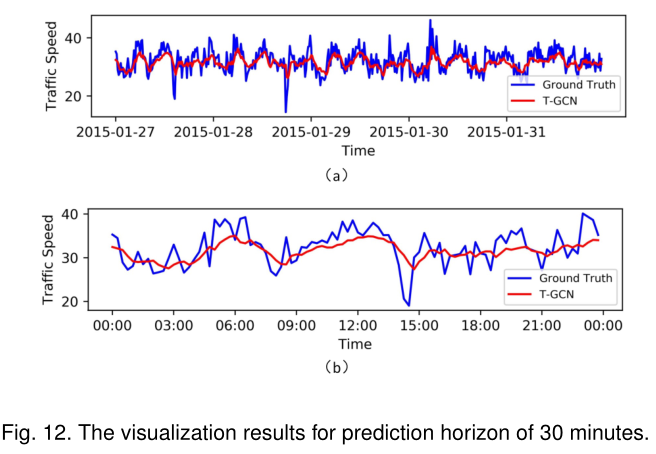 40
20
Traffic Speed
Ground Truth
T-GCN
2015-01-27 2015-01-28 2015-01-29 2015-01-30 2015-01-31
Time
（a）
40
30
20
Traffic Speed
Ground Truth
T-GCN
00:00 03:00 06:00 09:00 12:00 15:00 18:00 21:00 00:00
Time
（b）
Fig. 12. The visualization results for prediction horizon of 30 minutes.